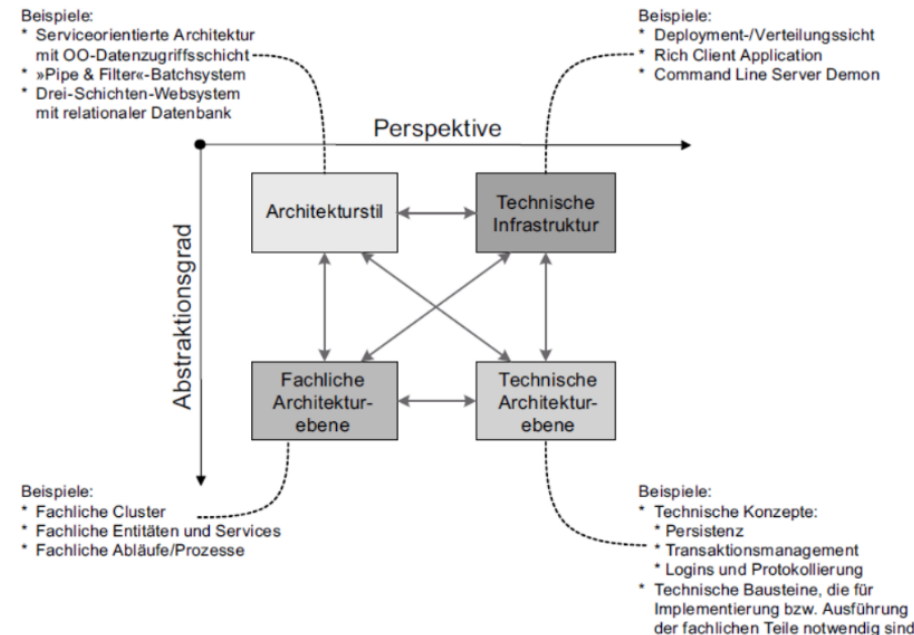 Beispiele:
* Serviceorientierte Architektur
mit OO-Datenzugriffsschicht
* »Pipe & Filter«-Batchsystem
* Drei-Schichten-Websystem
mit relationaler Datenbank
Beispiele:
* Deployment-/Verteilungssicht
* Rich Client Application
* Command Line Server Demon
Perspektive
Abstraktionsgrad
Architekturstil
Technische
Infrastruktur
Fachliche
Architektur-
ebene
Technische
Architektur-
ebene
Beispiele:
* Fachliche Cluster
* Fachliche Entitäten und Services
* Fachliche Abläufe/Prozesse
Beispiele:
* Technische Konzepte:
* Persistenz
* Transaktionsmanagement
* Logins und Protokollierung
* Technische Bausteine, die für
Implementierung bzw. Ausführung
der fachlichen Teile notwendig sind